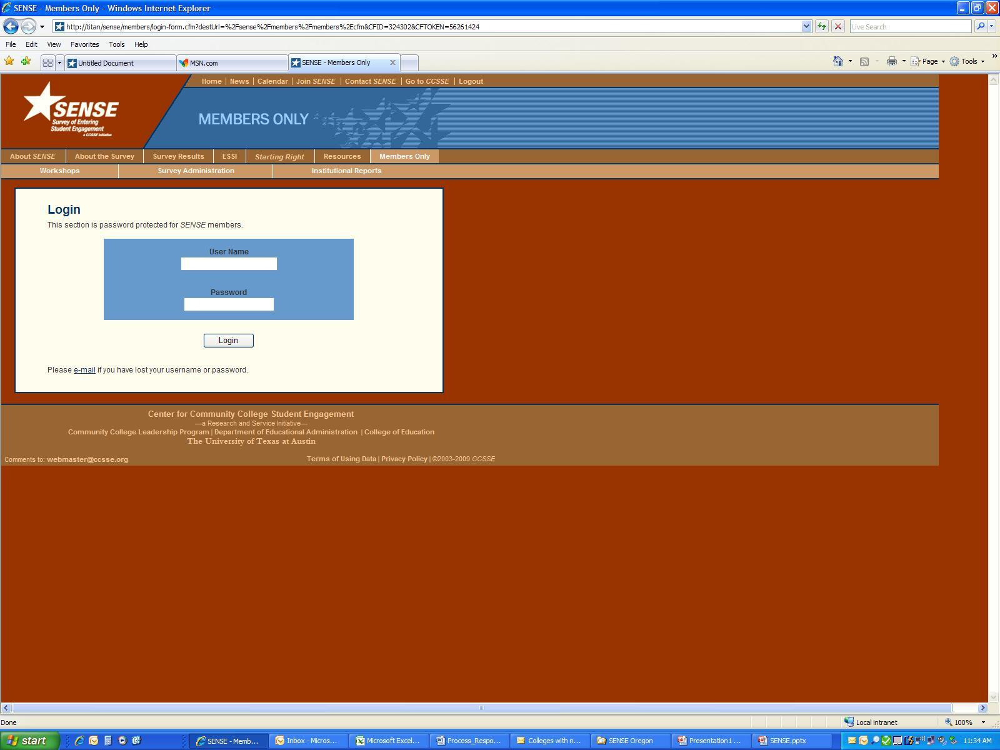 SENSE - Members Only - Windows Internet Explorer
http://titan/sense/members/login-form.cfm?destUrl=%2Fsense%2Fmembers%2Fmembers%2Ecfm&CFID=324302&CFTOKEN=56261424
Live Search
File Edit View Favorites Tools Help
Untitled Document MSN.com SENSE - Members Only Page Tools
Home | News | Calendar | Join SENSE | Contact SENSE | Go to CCSSE | Logout
SENSE
Survey of Entering
Student Engagement
a CCSSE initiative
MEMBERS ONLY
About SENSE About the Survey Survey Results ESSI Starting Right Resources Members Only
Workshops Survey Administration Institutional Reports
Login
This section is password protected for SENSE members.
User Name
Password
Login
Please e-mail if you have lost your username or password.
Center for Community College Student Engagement
—a Research and Service Initiative—
Community College Leadership Program | Department of Educational Administration | College of Education
The University of Texas at Austin
Comments to: webmaster@ccsse.org Terms of Using Data | Privacy Policy | ©2003-2009 CCSSE
Done Local intranet 100%
start SENSE - Memb... Inbox - Micros... Microsoft Excel... Process_Respo... Colleges with n... SENSE Oregon Presentation1 ... SENSE.pptx 11:34 AM